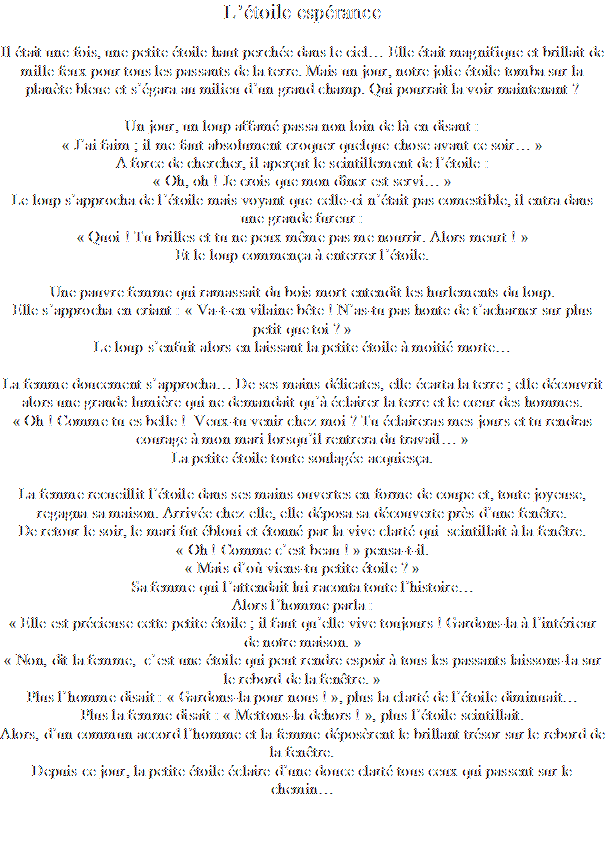 L'étoile espérance
Il était une fois, une petite étoile haut perchée dans le ciel… Elle était magnifique et brillait de
mille feux pour tous les passants de la terre. Mais un jour, notre jolie étoile tomba sur la
planète bleue et s'égara au milieu d'un grand champ. Qui pourrait la voir maintenant ?
Un jour, un loup affamé passa non loin de là en disant :
« J'ai faim ; il me faut absolument croquer quelque chose avant ce soir… »
A force de chercher, il aperçut le scintillement de l'étoile :
« Oh, oh ! Je crois que mon dîner est servi… »
Le loup s'approcha de l'étoile mais voyant que celle-ci n'était pas comestible, il entra dans
une grande fureur :
« Quoi ! Tu brilles et tu ne peux même pas me nourrir. Alors meurt ! »
Et le loup commença à enterrer l'étoile.
Une pauvre femme qui ramassait du bois mort entendit les hurlements du loup.
Elle s'approcha en criant : « Va-t-en vilaine bête ! N'as-tu pas honte de t'acharner sur plus
petit que toi ? »
Le loup s'enfuit alors en laissant la petite étoile à moitié morte…
La femme doucement s'approcha… De ses mains délicates, elle écarta la terre ; elle découvrit
alors une grande lumière qui ne demandait qu'à éclairer la terre et le cœur des hommes.
« Oh ! Comme tu es belle ! Veux-tu venir chez moi ? Tu éclaireras mes jours et tu rendras
courage à mon mari lorsqu'il rentrera du travail… »
La petite étoile toute soulagée acquiesça.
La femme recueillit l'étoile dans ses mains ouvertes en forme de coupe et, toute joyeuse,
regagna sa maison. Arrivée chez elle, elle déposa sa découverte près d'une fenêtre.
De retour le soir, le mari fut ébloui et étonné par la vive clarté qui scintillait à la fenêtre.
« Oh ! Comme c'est beau ! » pensa-t-il.
« Mais d'où viens-tu petite étoile ? »
Sa femme qui l'attendait lui raconta toute l'histoire…
Alors l'homme parla :
« Elle est précieuse cette petite étoile ; il faut qu'elle vive toujours ! Gardons-la à l'intérieur
de notre maison. »
« Non, dit la femme, c'est une étoile qui peut rendre espoir à tous les passants laissons-la sur
le rebord de la fenêtre. »
Plus l'homme disait : « Gardons-la pour nous ! », plus la clarté de l'étoile diminuait…
Plus la femme disait : « Mettons-la dehors ! », plus l'étoile scintillait.
Alors, d'un commun accord l'homme et la femme déposèrent le brillant trésor sur le rebord de
la fenêtre.
Depuis ce jour, la petite étoile éclaire d'une douce clarté tous ceux qui passent sur le
chemin…